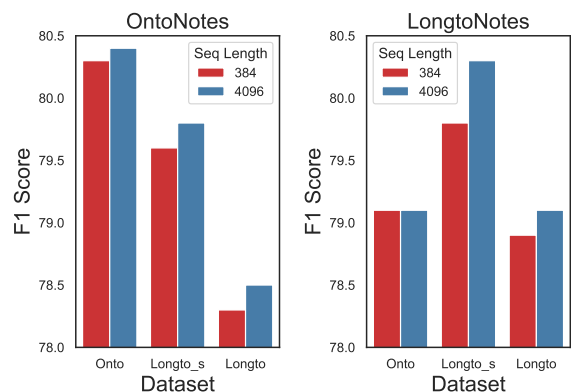 OntoNotes
F1 Score
80.5
80.0
79.5
79.0
78.5
78.0
Seq Length
384
4096
Onto Longto_s Longto
Dataset
LongtoNotes
F1 Score
80.5
80.0
79.5
79.0
78.5
78.0
Seq Length
384
4096
Onto Longto_s Longto
Dataset